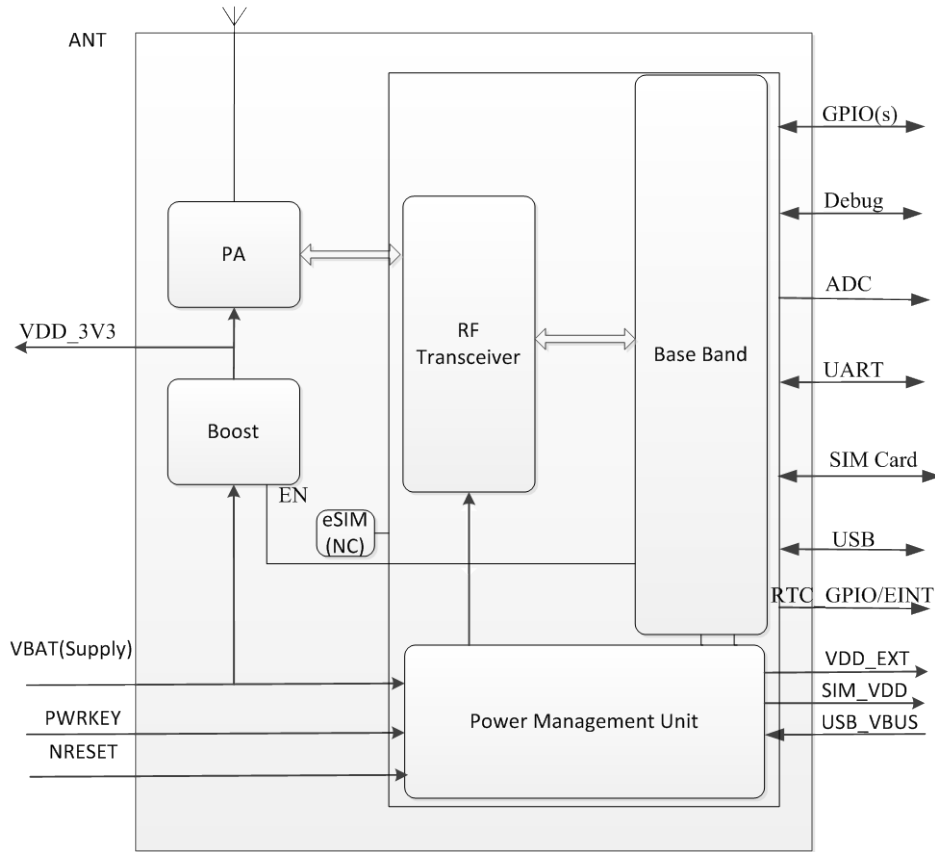 ANT
GPIO(s)
Debug
PA
ADC
VDD_3V3
RF
Transceiver
Base Band
UART
Boost
SIM Card
EN
eSIM
(NC)
USB
RTC_GPIO/EINT
VBAT(Supply)
VDD_EXT
SIM_VDD
PWRKEY
Power Management Unit
USB_VBUS
NRESET